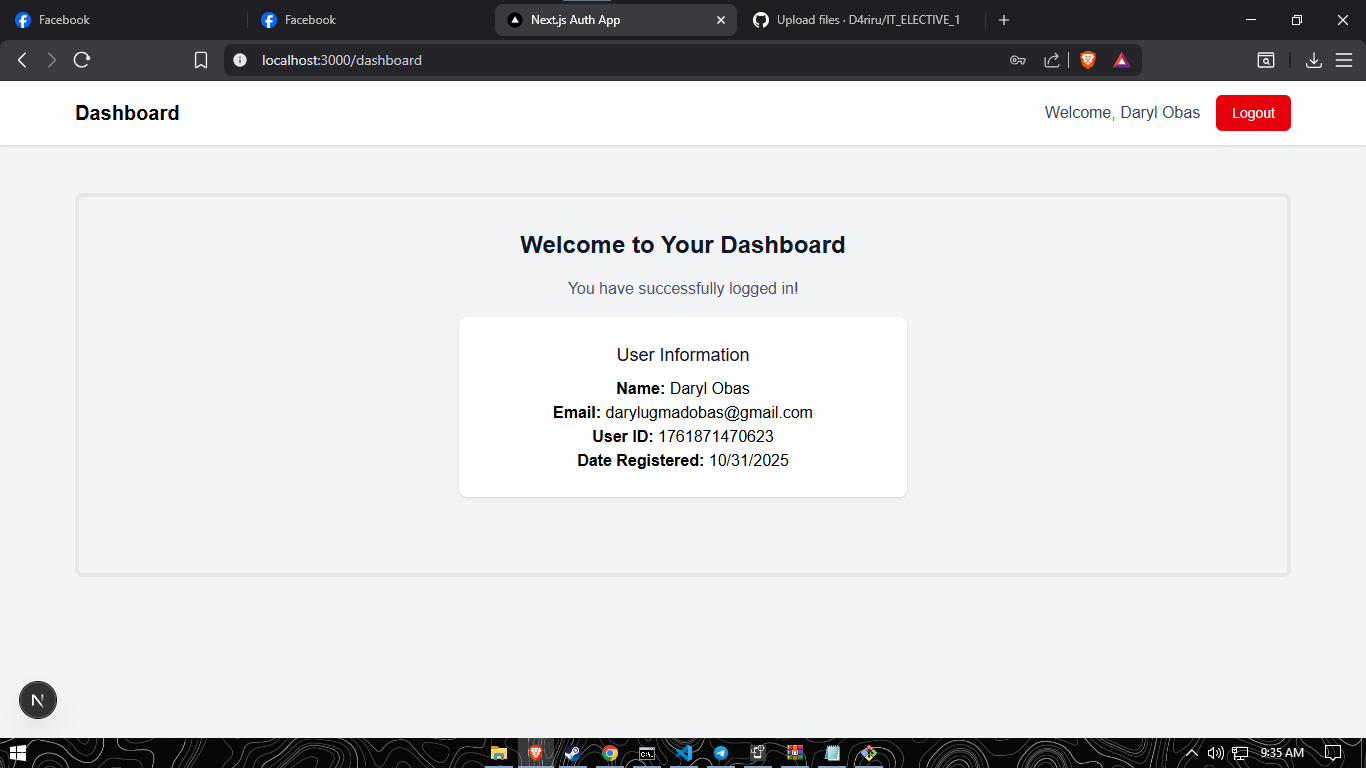 Facebook
Facebook
Next.js Auth App
Upload files · D4riru/IT_ELECTIVE_1
localhost:3000/dashboard
Dashboard
Welcome, Daryl Obas
Logout
Welcome to Your Dashboard
You have successfully logged in!
User Information
Name: Daryl Obas
Email: darylugmadobas@gmail.com
User ID: 1761871470623
Date Registered: 10/31/2025
N
9:35 AM